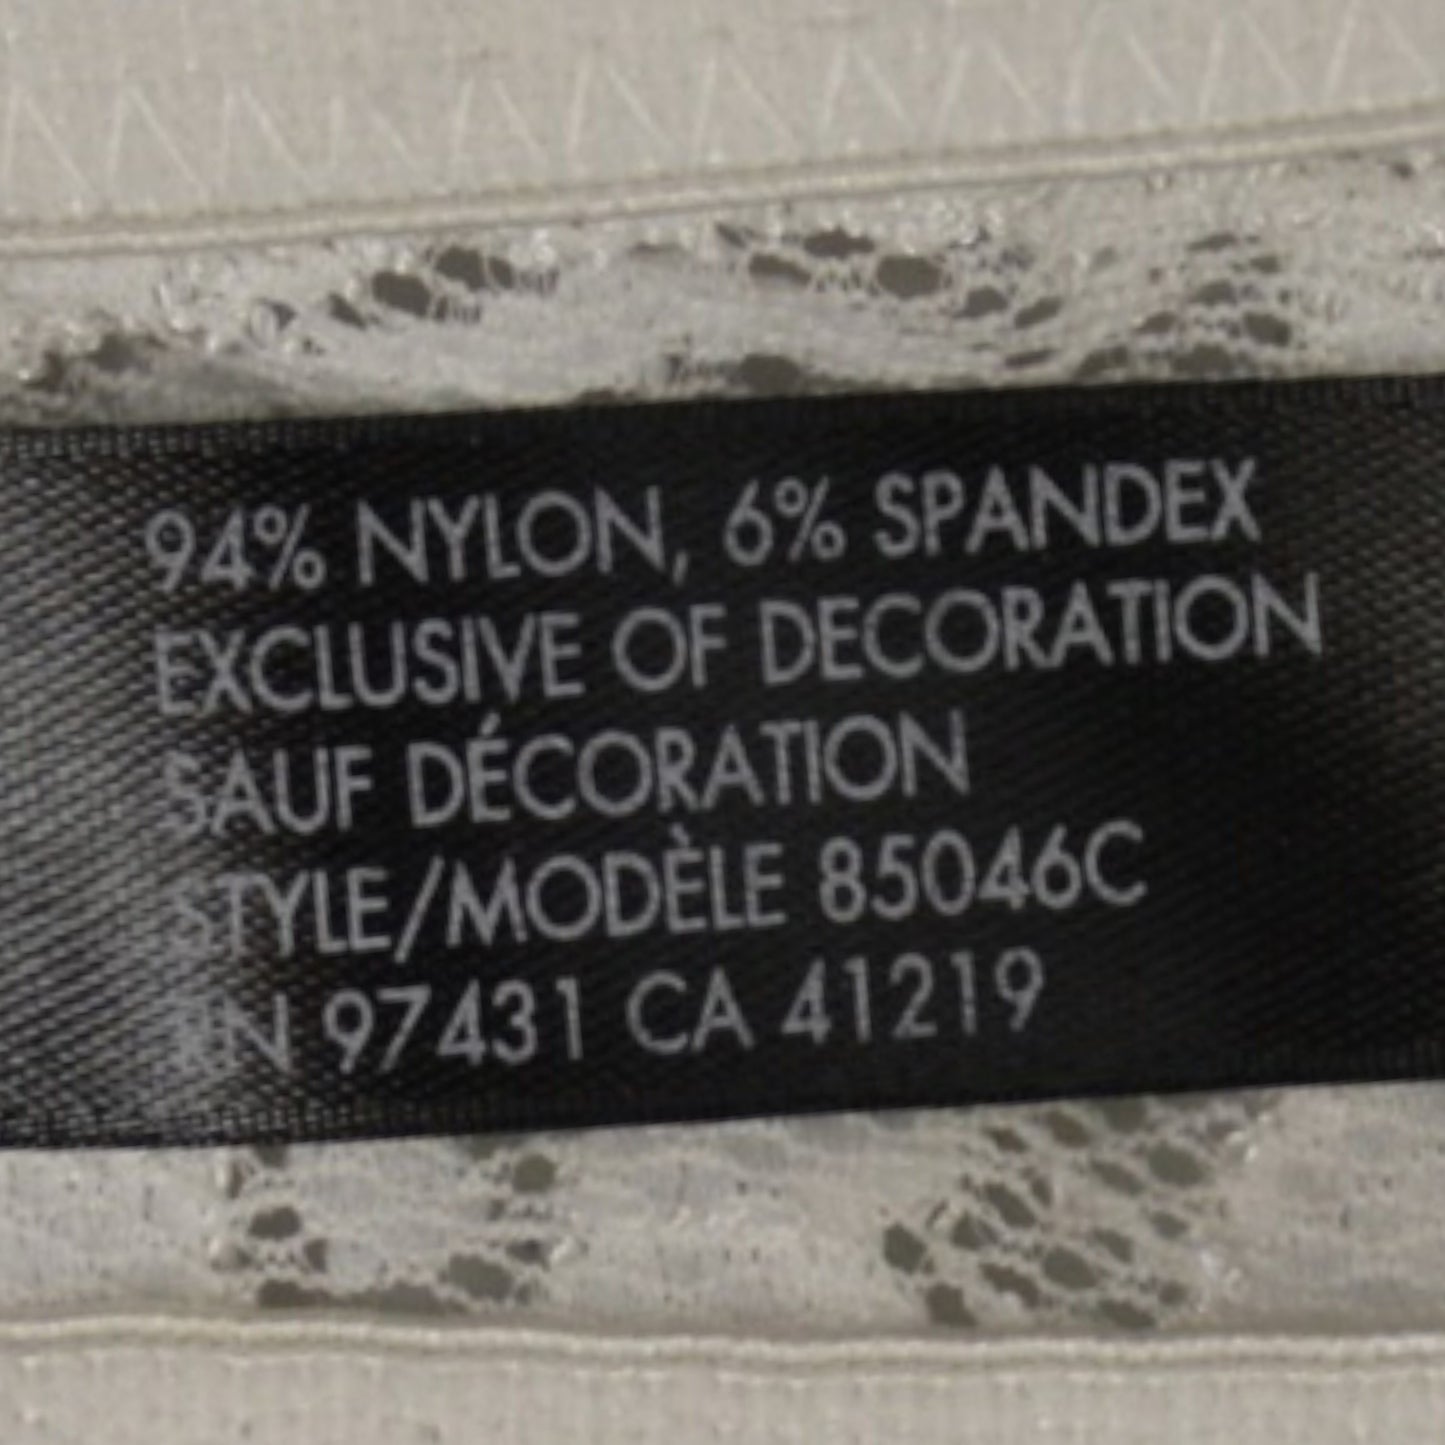 94% NYLON, 6% SPANDEX
EXCLUSIVE OF DECORATION
SAUF DÉCORATION
STYLE/MODÈLE 85046C
RN 97431 CA 41219